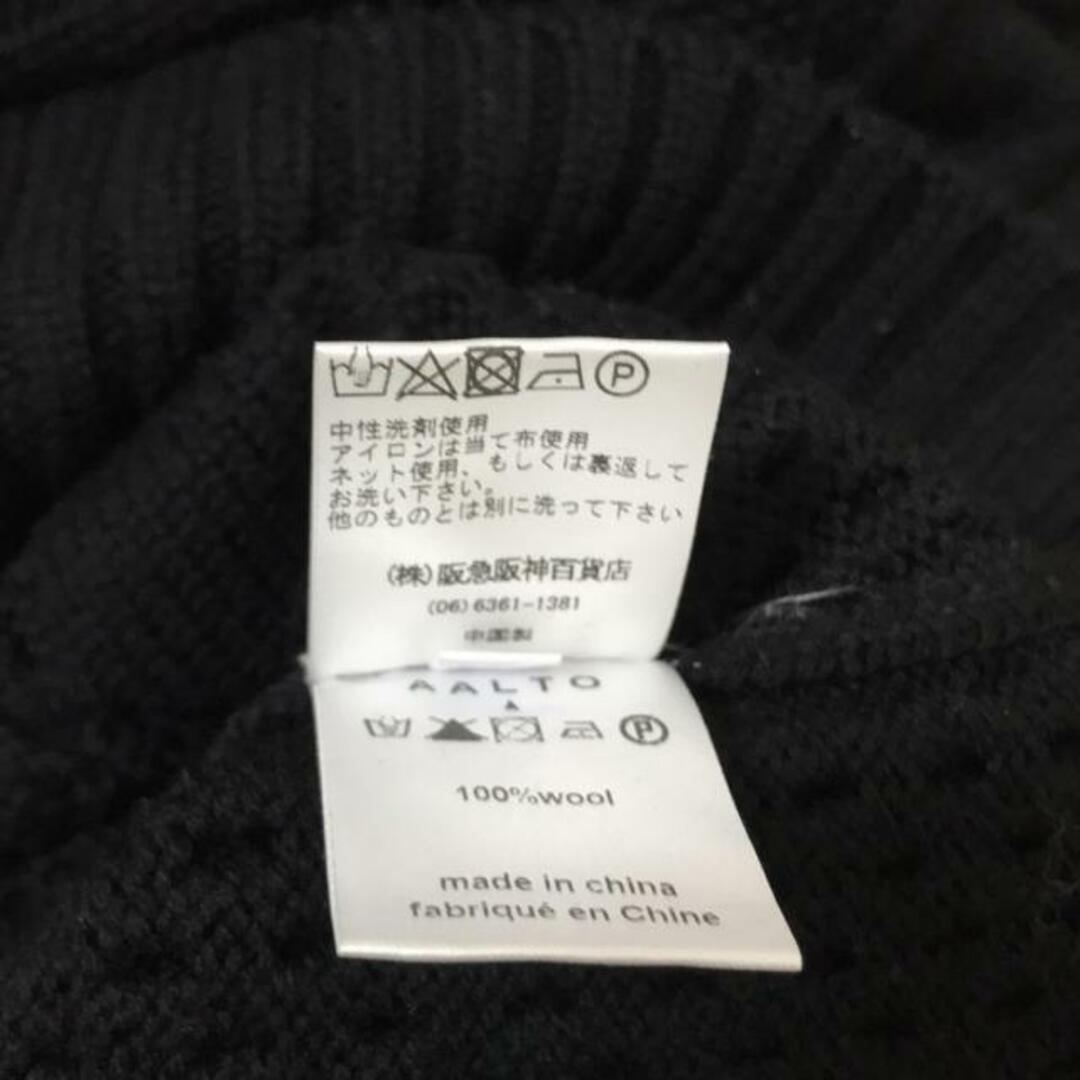 P
中性洗剤使用
アイロンは当て布使用
ネット使用、もしくは裏返して
お洗い下さい。
他のものとは別に洗って下さい
(株)阪急阪神百貨店
(06)6361-1381
中国製
AALTO
P
100%wool
made in china
fabriqué en Chine